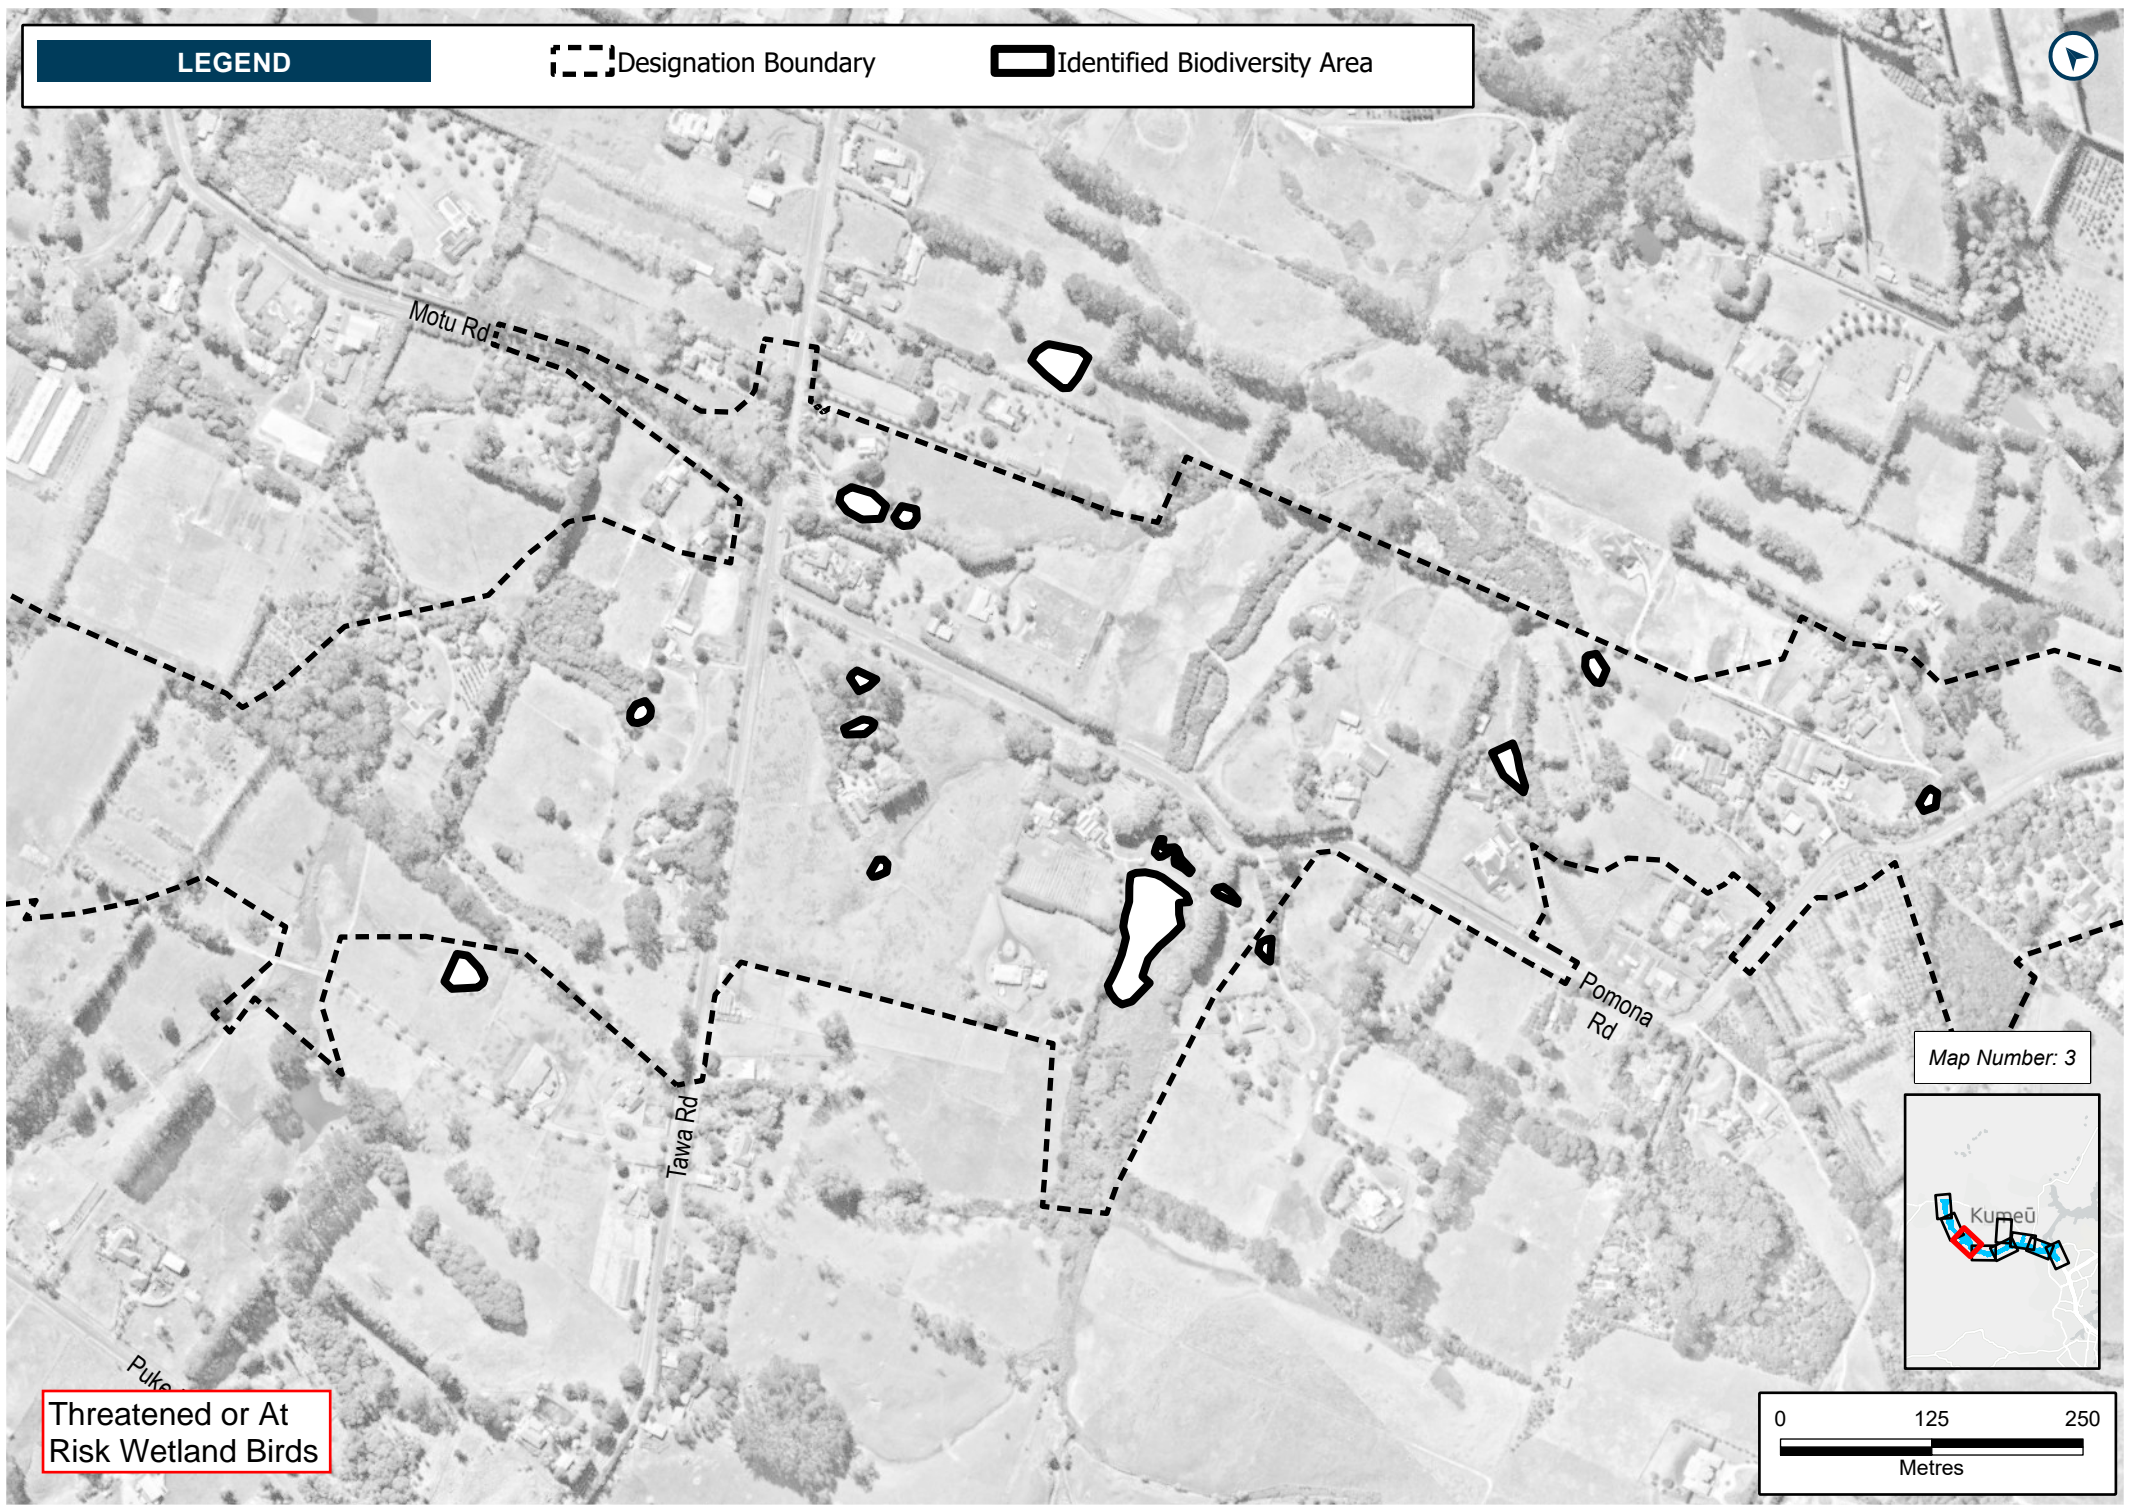 LEGEND
Designation Boundary
Identified Biodiversity Area
Motu Rd
Pomona
Rd
Tawa Rd
Map Number: 3
Kumeū
Threatened or At
Risk Wetland Birds
0 125 250
Metres